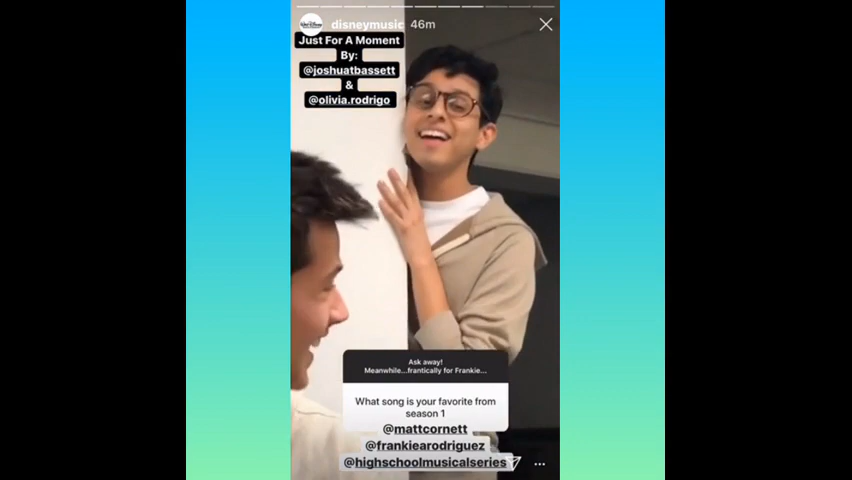 disneymusic 46m
Just For A Moment
By:
@joshuatbassett
&
@olivia.rodrigo
Ask away!
Meanwhile...frantically for Frankie...
What song is your favorite from
season 1
@mattcornett
@frankiearodriguez
@highschoolmusicalseries